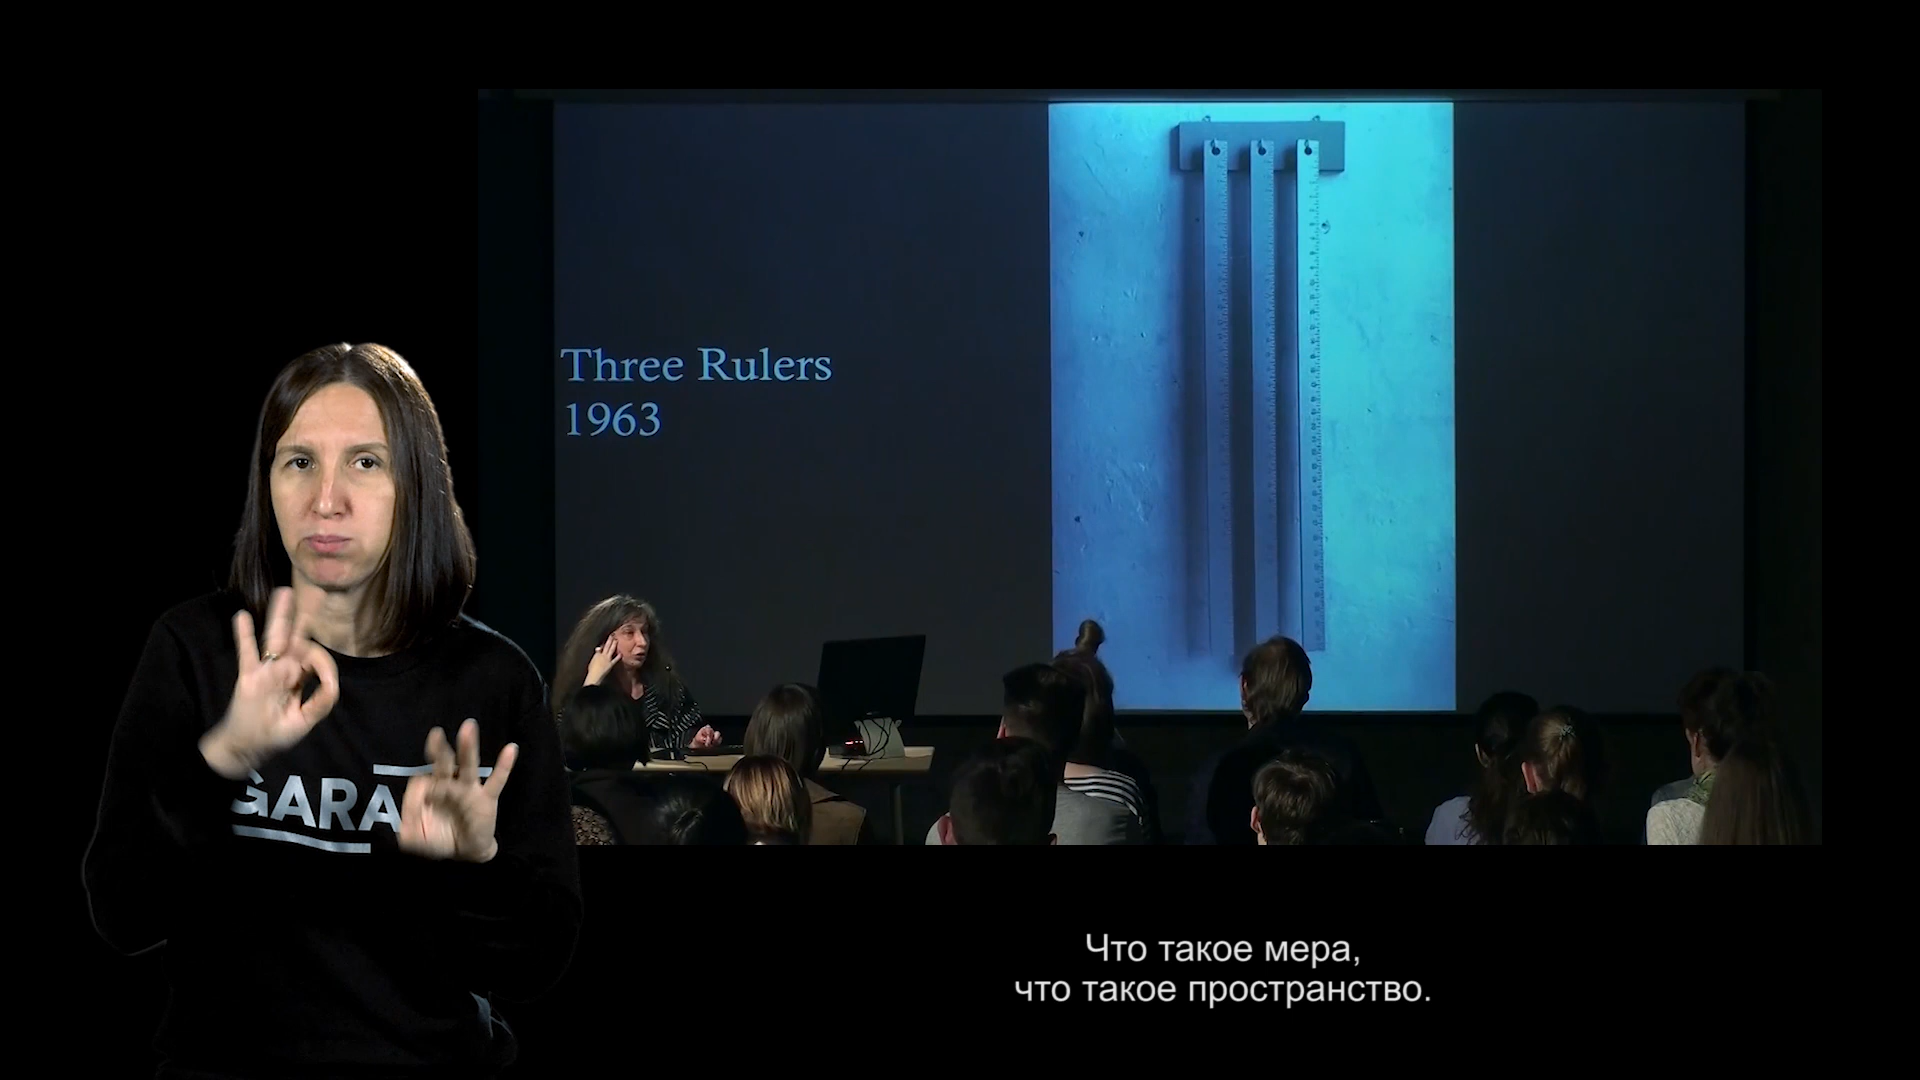 Three Rulers
1963
GARA
Что такое мера,
что такое пространство.